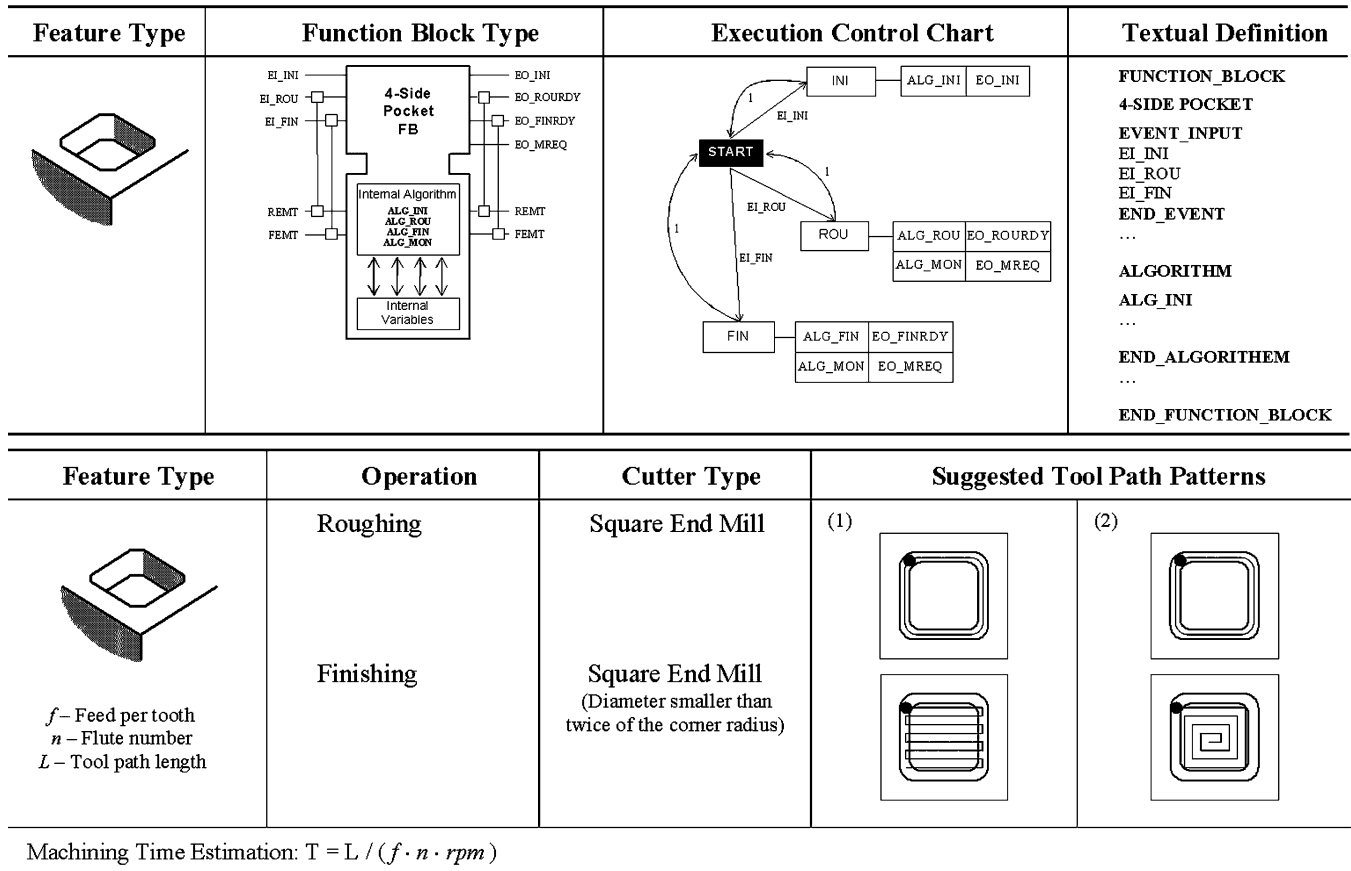 Feature Type
Function Block Type
Execution Control Chart
Textual Definition
EI_INI
EI_ROU
EI_FIN
REMT
FEMT
4-Side
Pocket
FB
Internal Algorithm
ALG_INI
ALG_ROU
ALG_FIN
ALG_MON
Internal
Variables
EO_INI
EO_ROURDY
EO_FINRDY
EO_MREQ
REMT
FEMT
INI
ALG_INI
EO_INI
1
EI_INI
START
1
EI_ROU
ROU
ALG_ROU
EO_ROURDY
ALG_MON
EO_MREQ
1
EI_FIN
FIN
ALG_FIN
EO_FINRDY
ALG_MON
EO_MREQ
FUNCTION_BLOCK
4-SIDE POCKET
EVENT_INPUT
EI_INI
EI_ROU
EI_FIN
END_EVENT
…
ALGORITHM
ALG_INI
…
END_ALGORITHEM
…
END_FUNCTION_BLOCK
Feature Type
Operation
Cutter Type
Suggested Tool Path Patterns
f – Feed per tooth
n – Flute number
L – Tool path length
Roughing
Square End Mill
Finishing
Square End Mill
(Diameter smaller than
twice of the corner radius)
(1)
(2)
Machining Time Estimation: T = L / ( f · n · rpm )